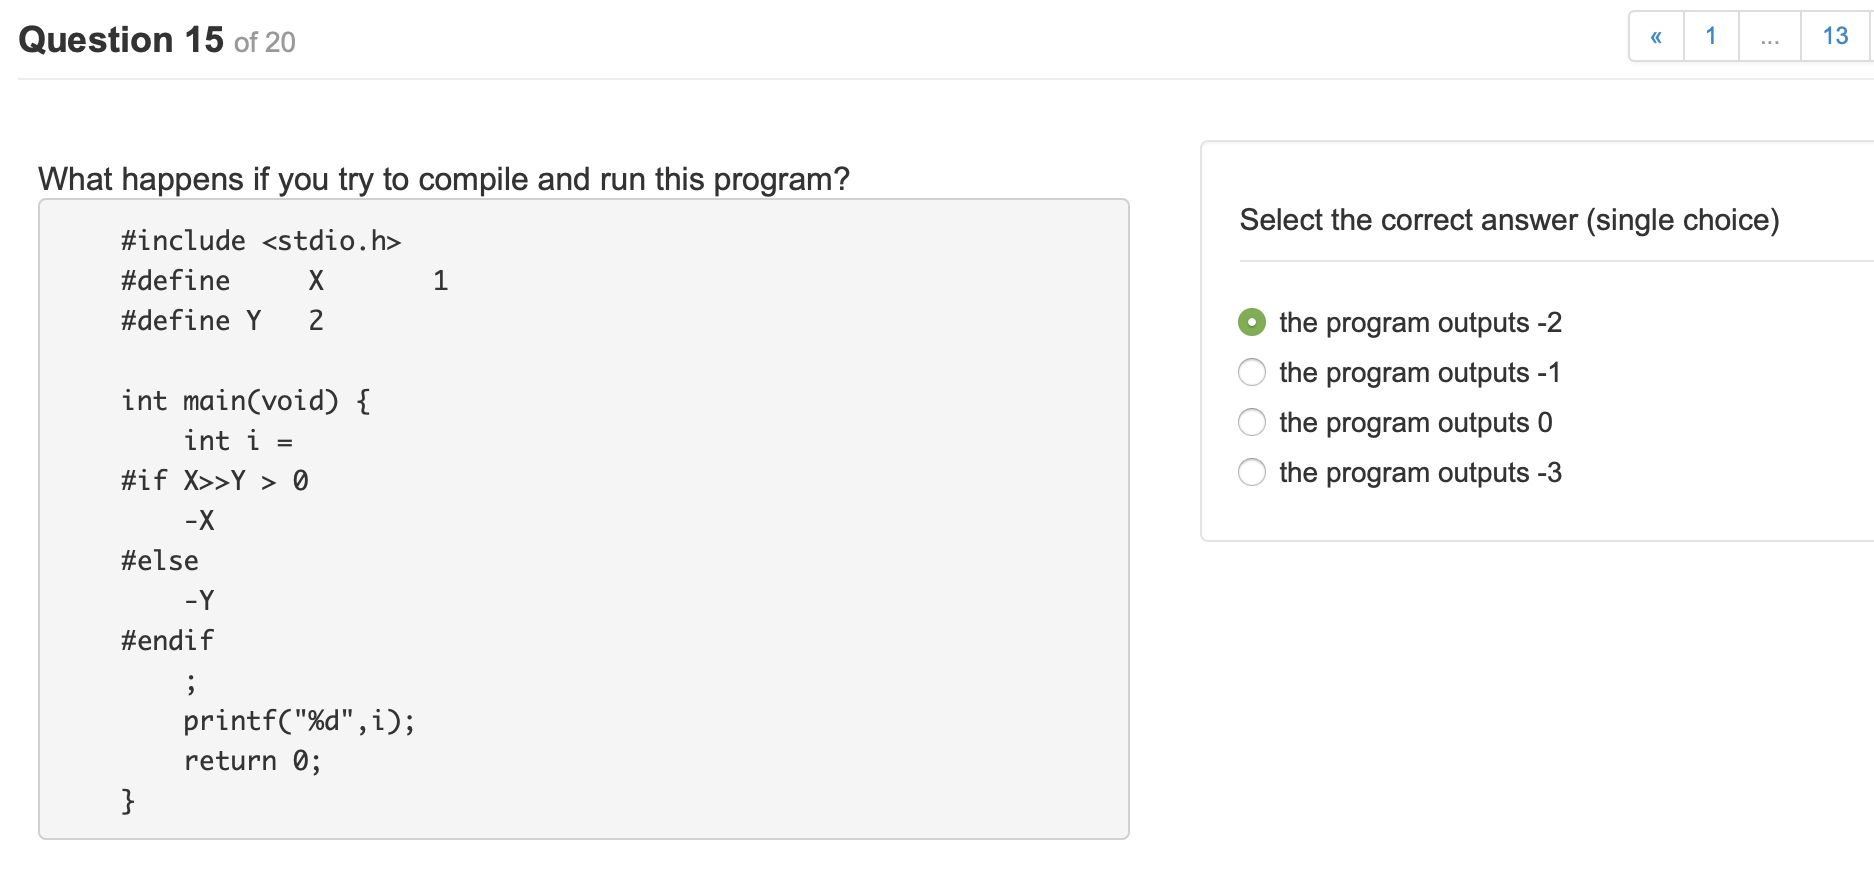 Question 15 of 20
« 1 ... 13
What happens if you try to compile and run this program?
#include <stdio.h>
#define     X       1
#define Y   2

int main(void) {
    int i =
#if X>>Y > 0
    -X
#else
    -Y
#endif
    ;
    printf("%d",i);
    return 0;
}
Select the correct answer (single choice)
the program outputs -2
the program outputs -1
the program outputs 0
the program outputs -3